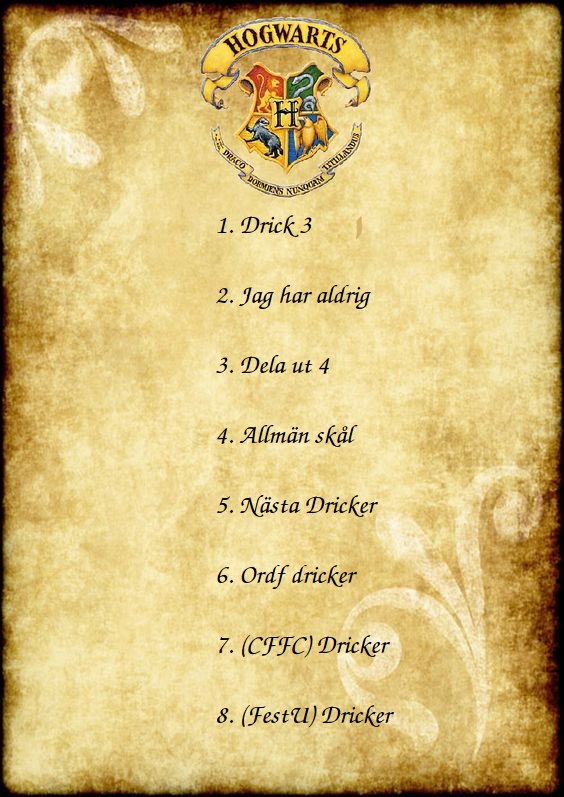 HOGWARTS
H
DRACO DORMIENS NUNQUAM TITILLANDUS
1. Drick 3
2. Jag har aldrig
3. Dela ut 4
4. Allmän skål
5. Nästa Dricker
6. Ordf dricker
7. (CFFC) Dricker
8. (FestU) Dricker